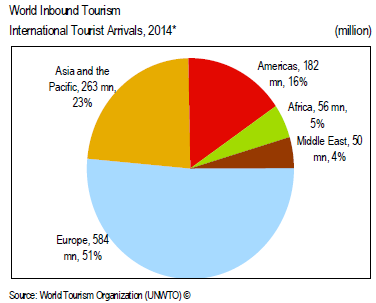 World Inbound Tourism
International Tourist Arrivals, 2014* (million)
Americas, 182
mn, 16%
Asia and the
Pacific, 263 mn,
23%
Africa, 56 mn,
5%
Middle East, 50
mn, 4%
Europe, 584
mn, 51%
Source: World Tourism Organization (UNWTO) ©